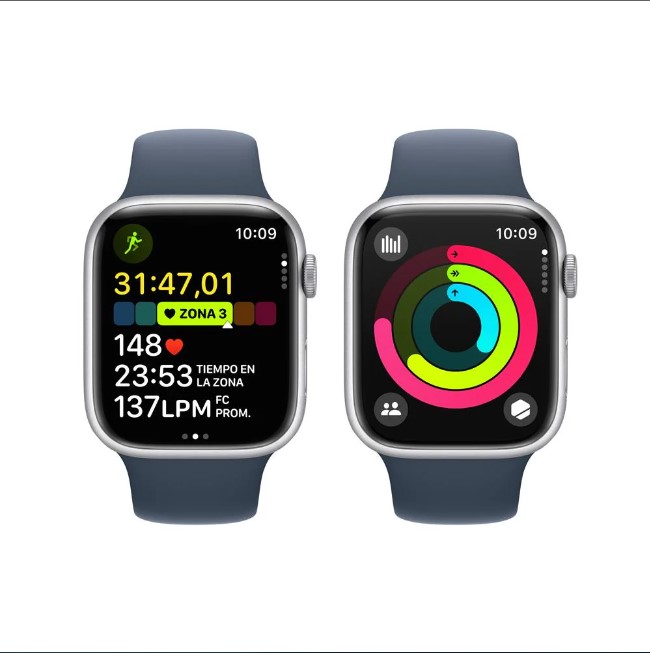 10:09
31:47,01
ZONA 3
148
23:53 TIEMPO EN
LA ZONA
137LPM FC
PROM.
10:09